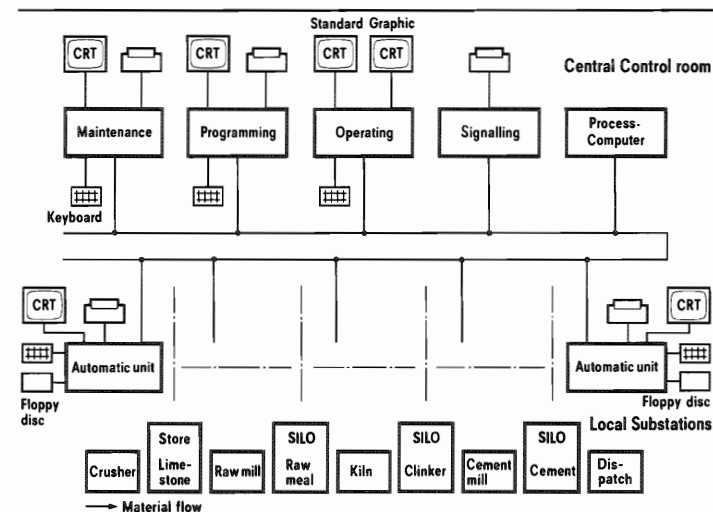 Standard Graphic
CRT
CRT
CRT
CRT
Central Control room
Maintenance
Programming
Operating
Signalling
Process-
Computer
Keyboard
CRT
CRT
Automatic unit
Automatic unit
Floppy
disc
Floppy disc
Local Substations
Crusher
Store
Lime-
stone
Raw mill
SILO
Raw
meal
Kiln
SILO
Clinker
Cement
mill
SILO
Cement
Dis-
patch
Material flow